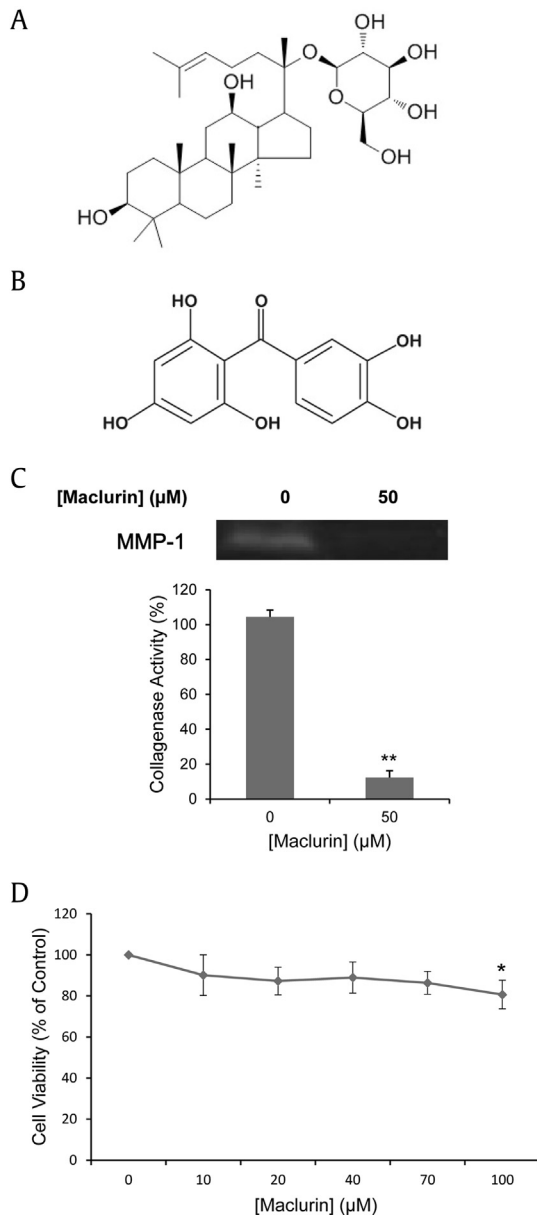 A
OH
HO
O
OH
OH
O
OH
OH
HO
B
HO
O
OH
HO
OH
OH
C
[Maclurin] (µM) 0 50
MMP-1
Collagenase Activity (%)
120
100
80
60
40
20
0
**
0 50
[Maclurin] (µM)
D
Cell Viability (% of Control)
120
100
80
60
40
20
0
*
0 10 20 40 70 100
[Maclurin] (µM)